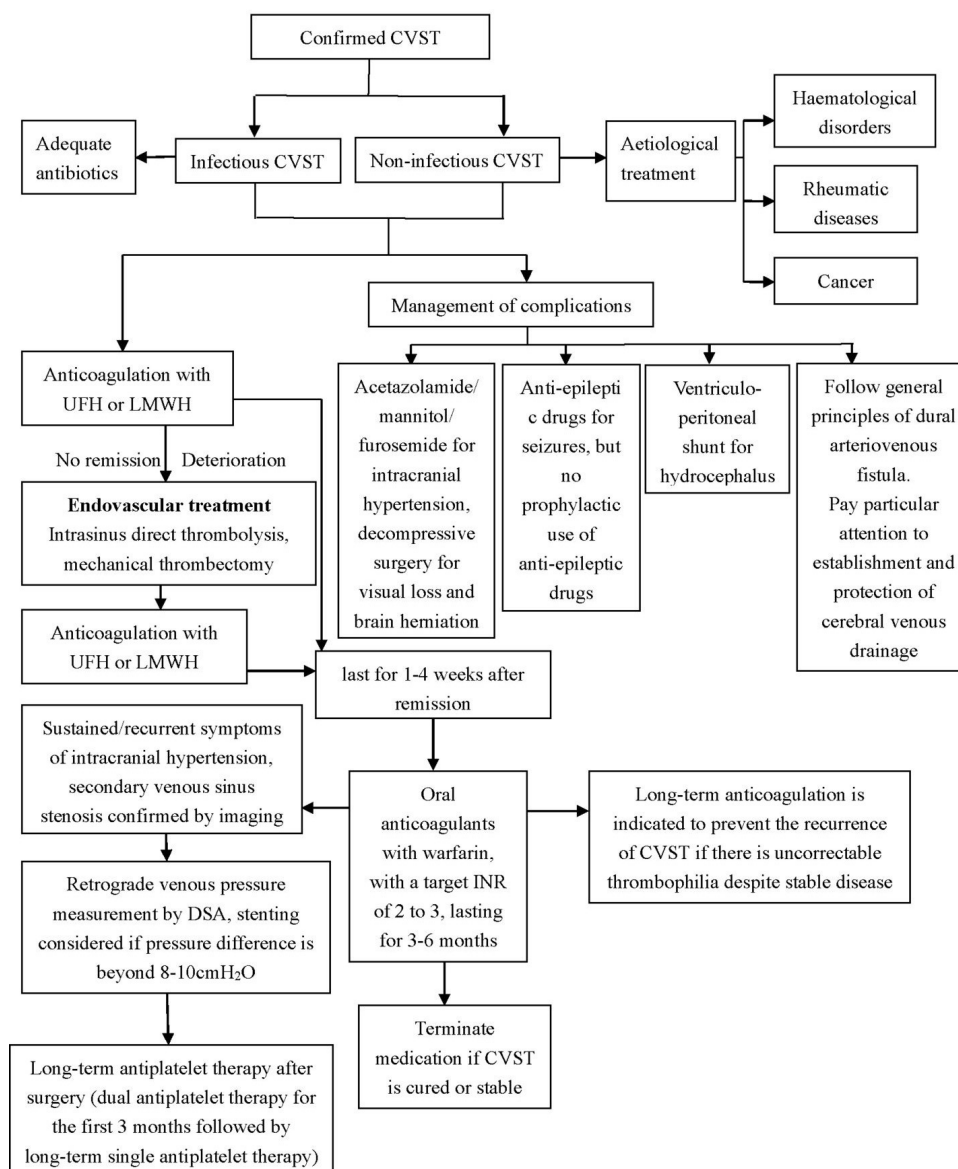 Confirmed CVST
Haematological
disorders
Adequate
antibiotics
Infectious CVST
Non-infectious CVST
Aetiological
treatment
Rheumatic
diseases
Cancer
Management of complications
Anticoagulation with
UFH or LMWH
Acetazolamide/
mannitol/
furosemide for
intracranial
hypertension,
decompressive
surgery for
visual loss and
brain herniation
Anti-epilepti
c drugs for
seizures, but
no
prophylactic
use of
anti-epileptic
drugs
Ventriculo-
peritoneal
shunt for
hydrocephalus
Follow general
principles of dural
arteriovenous
fistula.
Pay particular
attention to
establishment and
protection of
cerebral venous
drainage
No remission
Deterioration
Endovascular treatment
Intrasinus direct thrombolysis,
mechanical thrombectomy
Anticoagulation with
UFH or LMWH
last for 1-4 weeks after
remission
Sustained/recurrent symptoms
of intracranial hypertension,
secondary venous sinus
stenosis confirmed by imaging
Oral
anticoagulants
with warfarin,
with a target INR
of 2 to 3, lasting
for 3-6 months
Long-term anticoagulation is
indicated to prevent the recurrence
of CVST if there is uncorrectable
thrombophilia despite stable disease
Retrograde venous pressure
measurement by DSA, stenting
considered if pressure difference is
beyond 8-10cmH₂O
Terminate
medication if CVST
is cured or stable
Long-term antiplatelet therapy after
surgery (dual antiplatelet therapy for
the first 3 months followed by
long-term single antiplatelet therapy)